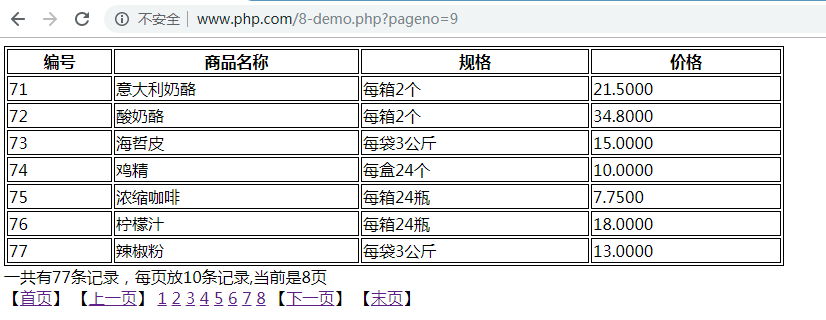 不安全 | www.php.com/8-demo.php?pageno=9
编号 商品名称 规格 价格
71 意大利奶酪 每箱2个 21.5000
72 酸奶酪 每箱2个 34.8000
73 海哲皮 每袋3公斤 15.0000
74 鸡精 每盒24个 10.0000
75 浓缩咖啡 每箱24瓶 7.7500
76 柠檬汁 每箱24瓶 18.0000
77 辣椒粉 每袋3公斤 13.0000
一共有77条记录，每页放10条记录,当前是8页
【首页】 【上一页】 1 2 3 4 5 6 7 8 【下一页】 【末页】